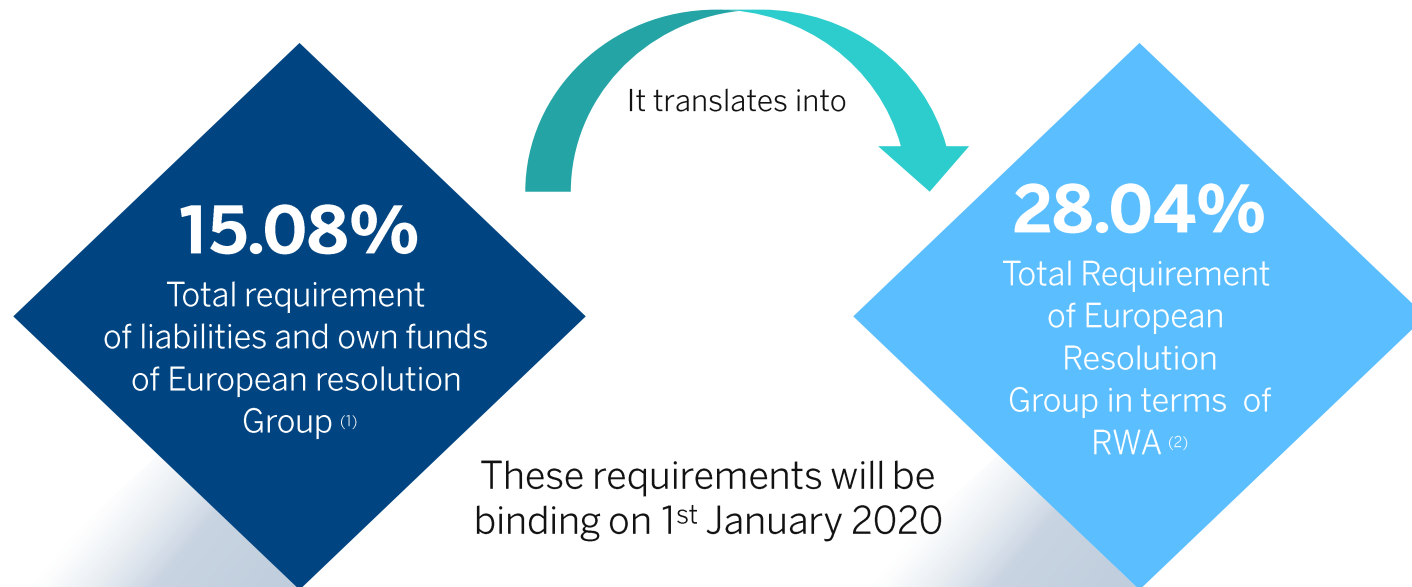 It translates into
15.08%
Total requirement
of liabilities and own funds
of European resolution
Group (1)
28.04%
Total Requirement
of European
Resolution
Group in terms of
RWA (2)
These requirements will be
binding on 1st January 2020